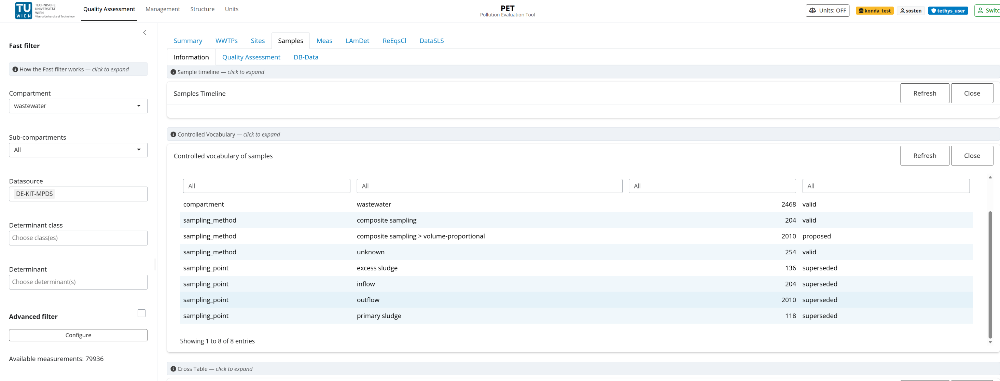 TU WIEN
TECHNISCHE
UNIVERSITÄT
WIEN
Vienna University of Technology
Quality Assessment Management Structure Units
PET
Pollution Evaluation Tool
Units: OFF konda_test sosten tethys_user Switc
Fast filter
How the Fast filter works — click to expand
Compartment
wastewater
Sub-compartments
All
Datasource
DE-KIT-MPDS
Determinant class
Choose class(es)
Determinant
Choose determinant(s)
Advanced filter
Configure
Available measurements: 79936
Summary WWTPs Sites Samples Meas LAmDet ReEqsCl DataSLS
Information Quality Assessment DB-Data
Sample timeline — click to expand
Samples Timeline Refresh Close
Controlled Vocabulary — click to expand
Controlled vocabulary of samples Refresh Close
All All All All
compartment wastewater 2468 valid
sampling_method composite sampling 204 valid
sampling_method composite sampling > volume-proportional 2010 proposed
sampling_method unknown 254 valid
sampling_point excess sludge 136 superseded
sampling_point inflow 204 superseded
sampling_point outflow 2010 superseded
sampling_point primary sludge 118 superseded
Showing 1 to 8 of 8 entries
Cross Table — click to expand